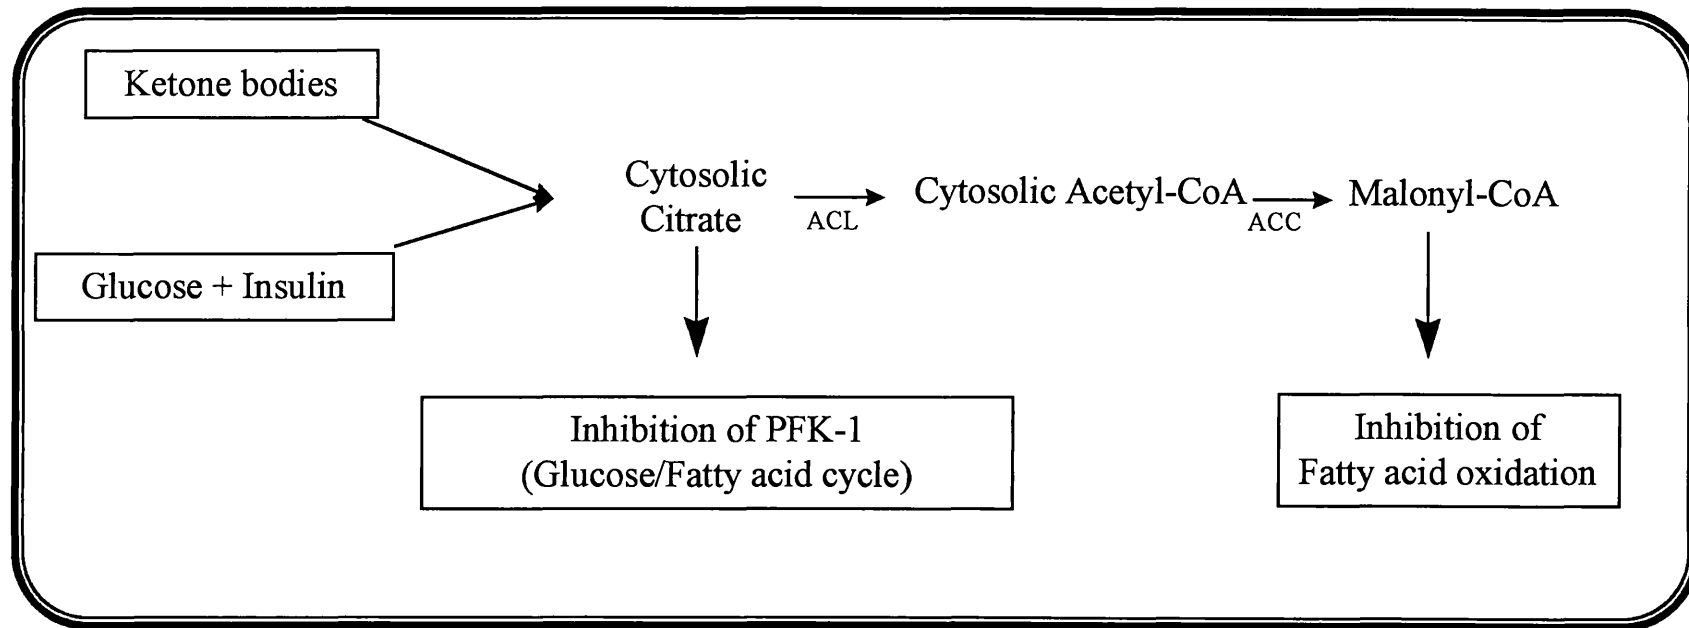 Ketone bodies
Glucose + Insulin
Cytosolic
Citrate
ACL
Cytosolic Acetyl-CoA
ACC
Malonyl-CoA
Inhibition of PFK-1
(Glucose/Fatty acid cycle)
Inhibition of
Fatty acid oxidation